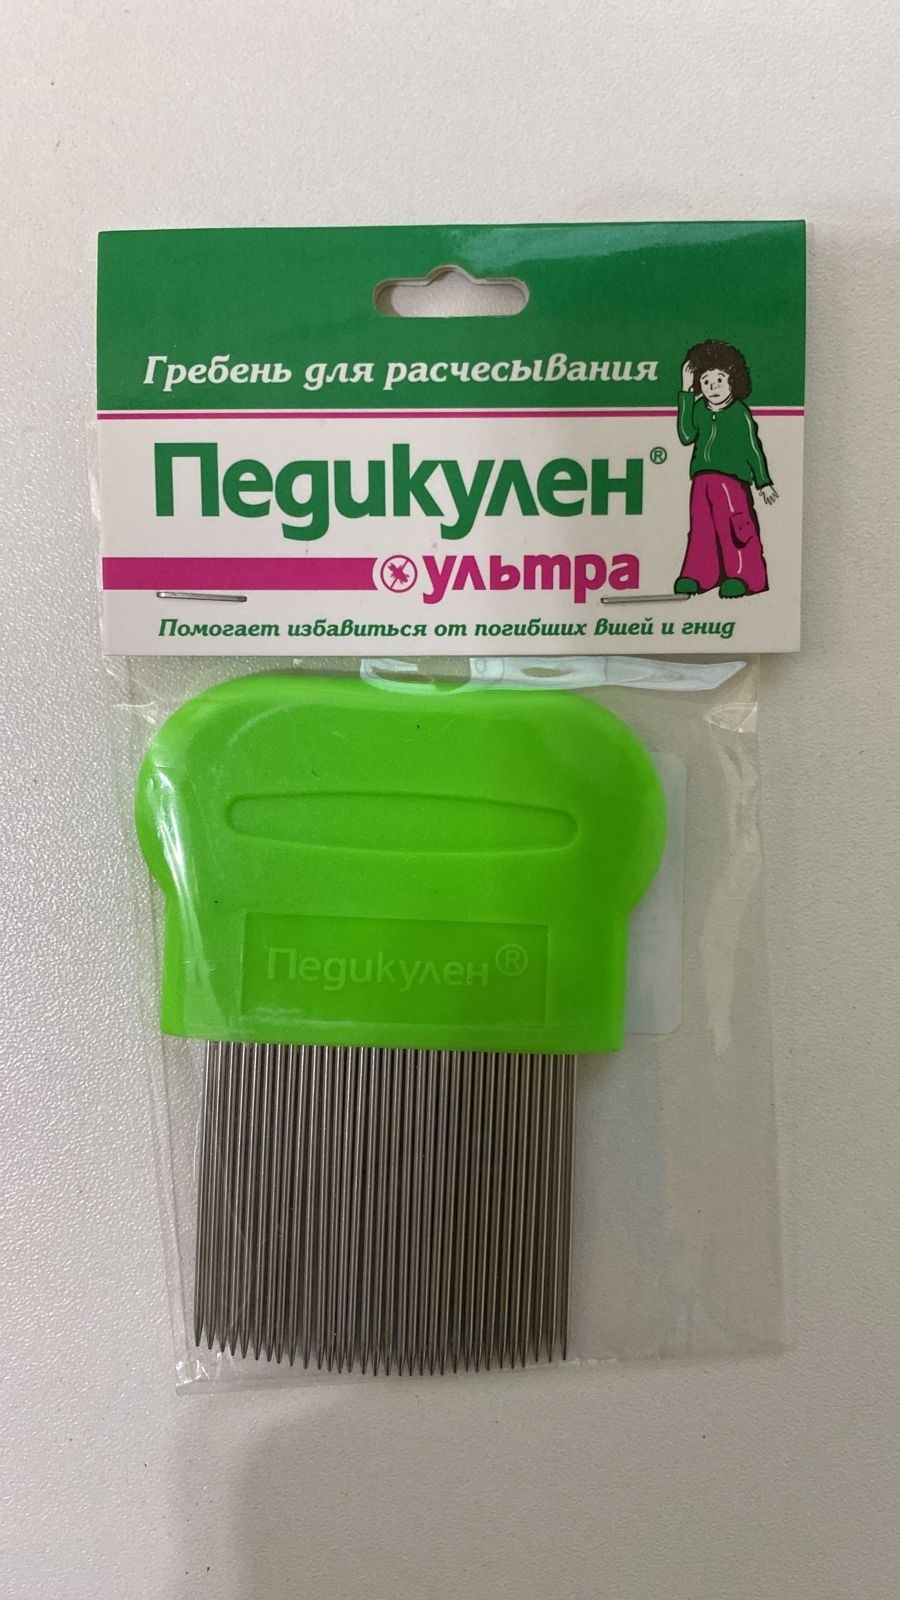 Гребень для расчесывания
Педикулен®
ультра
Помогает избавиться от погибших вшей и гнид
Педикулен®